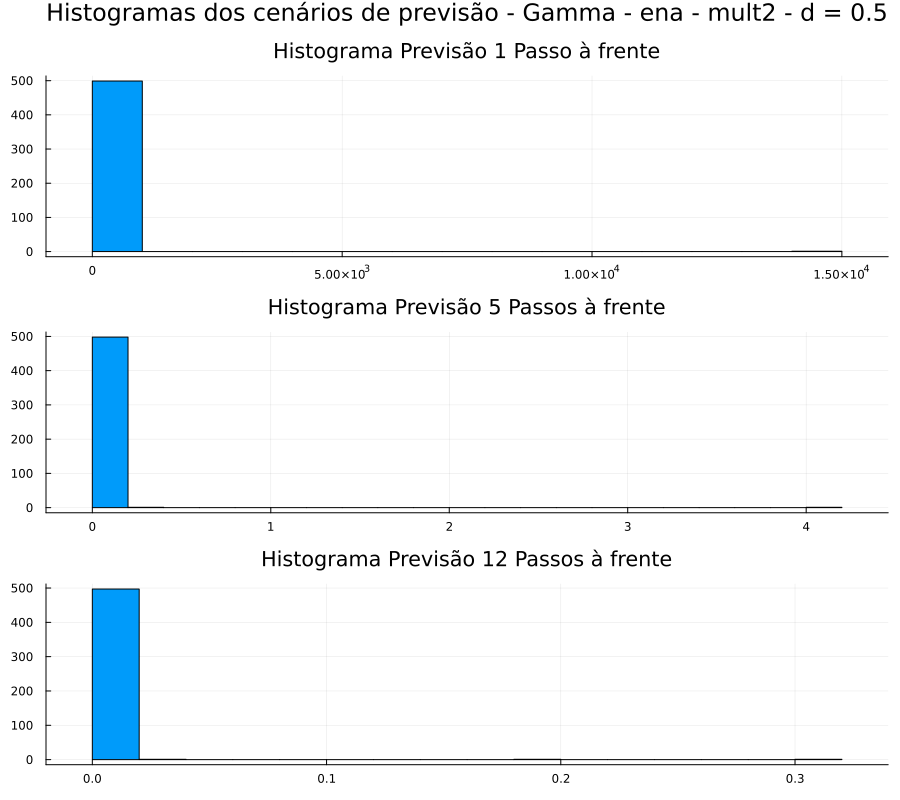 Histogramas dos cenários de previsão - Gamma - ena - mult2 - d = 0.5
Histograma Previsão 1 Passo à frente
500
400
300
200
100
0
0 5.00×10³ 1.00×10⁴ 1.50×10⁴
Histograma Previsão 5 Passos à frente
500
400
300
200
100
0
0 1 2 3 4
Histograma Previsão 12 Passos à frente
500
400
300
200
100
0
0.0 0.1 0.2 0.3